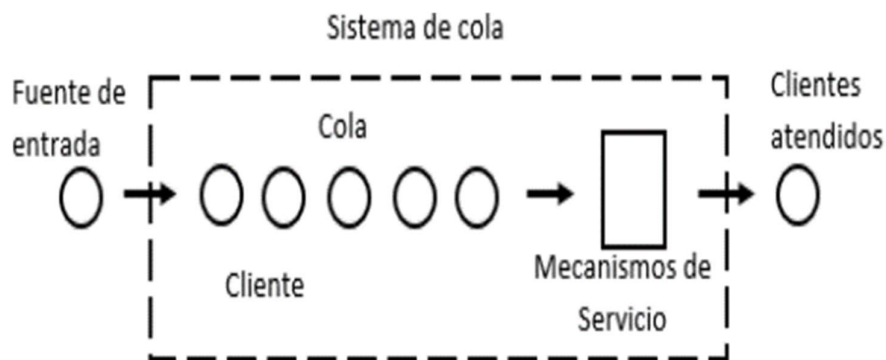 Sistema de cola
Fuente de
entrada
Cola
Clientes
atendidos
Cliente
Mecanismos de
Servicio